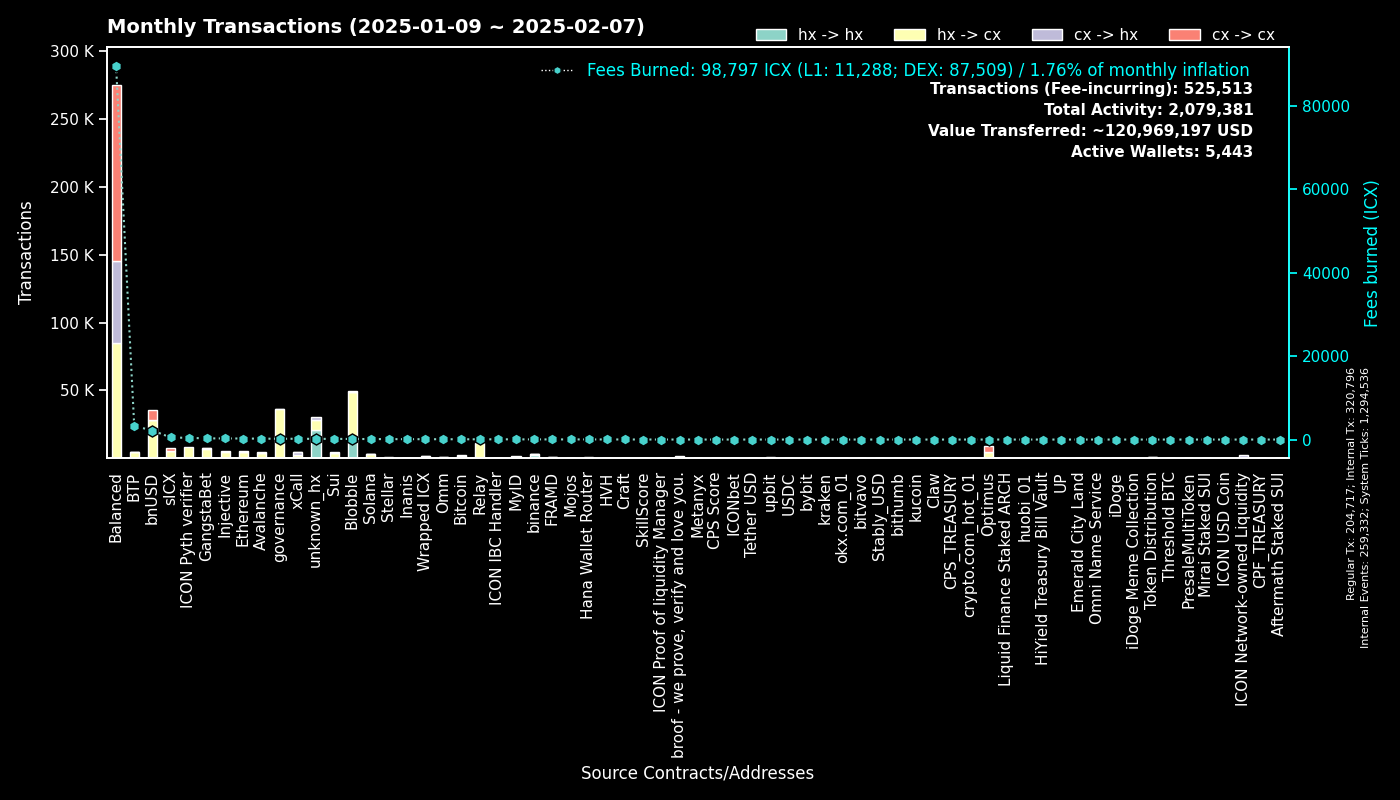 Monthly Transactions (2025-01-09 ~ 2025-02-07)
hx -> hx
hx -> cx
cx -> hx
cx -> cx
Fees Burned: 98,797 ICX (L1: 11,288; DEX: 87,509) / 1.76% of monthly inflation
Transactions (Fee-incurring): 525,513
Total Activity: 2,079,381
Value Transferred: ~120,969,197 USD
Active Wallets: 5,443
Transactions
300 K
250 K
200 K
150 K
100 K
50 K
80000
60000
40000
20000
0
Fees burned (ICX)
Regular Tx: 204,717; Internal Tx: 320,796
Internal Events: 259,332; System Ticks: 1,294,536
Balanced
BTP
bnUSD
sICX
ICON Pyth verifier
GangstaBet
Injective
Ethereum
Avalanche
governance
xCall
unknown_hx
Sui
Blobble
Solana
Stellar
Inanis
Wrapped ICX
Omm
Bitcoin
Relay
ICON IBC Handler
MyID
binance
FRAMD
Mojos
Hana Wallet Router
HVH
Craft
SkillScore
ICON Proof of liquidity Manager
broof - we prove, verify and love you.
Metanyx
CPS Score
ICONbet
Tether USD
upbit
USDC
bybit
kraken
okx.com_01
bitvavo
Stably_USD
bithumb
kucoin
Claw
CPS_TREASURY
crypto.com_hot_01
Optimus
Liquid Finance Staked ARCH
huobi_01
HiYield Treasury Bill Vault
UP
Emerald City Land
Omni Name Service
iDoge
iDoge Meme Collection
Token Distribution
Threshold BTC
PresaleMultiToken
Mirai Staked SUI
ICON USD Coin
ICON Network-owned Liquidity
CPF_TREASURY
Aftermath Staked SUI
Source Contracts/Addresses